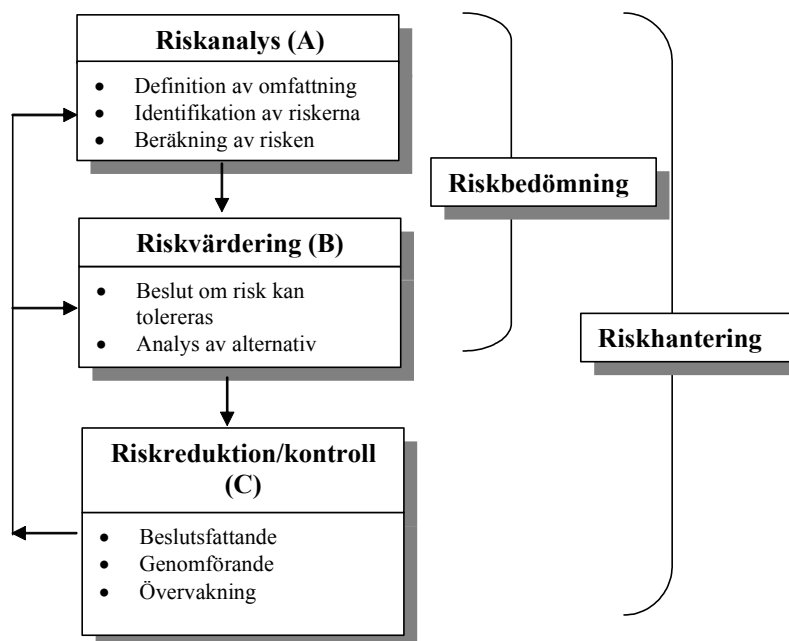 Riskanalys (A)
• Definition av omfattning
• Identifikation av riskerna
• Beräkning av risken
Riskbedömning
Riskvärdering (B)
• Beslut om risk kan
tolereras
• Analys av alternativ
Riskhantering
Riskreduktion/kontroll
(C)
• Beslutsfattande
• Genomförande
• Övervakning